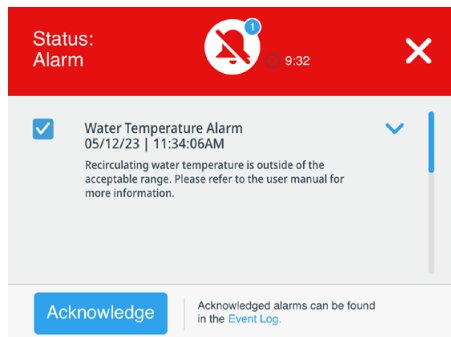 Status:
Alarm
1
9:32
Water Temperature Alarm
05/12/23 | 11:34:06AM
Recirculating water temperature is outside of the
acceptable range. Please refer to the user manual for
more information.
Acknowledge
Acknowledged alarms can be found
in the Event Log.